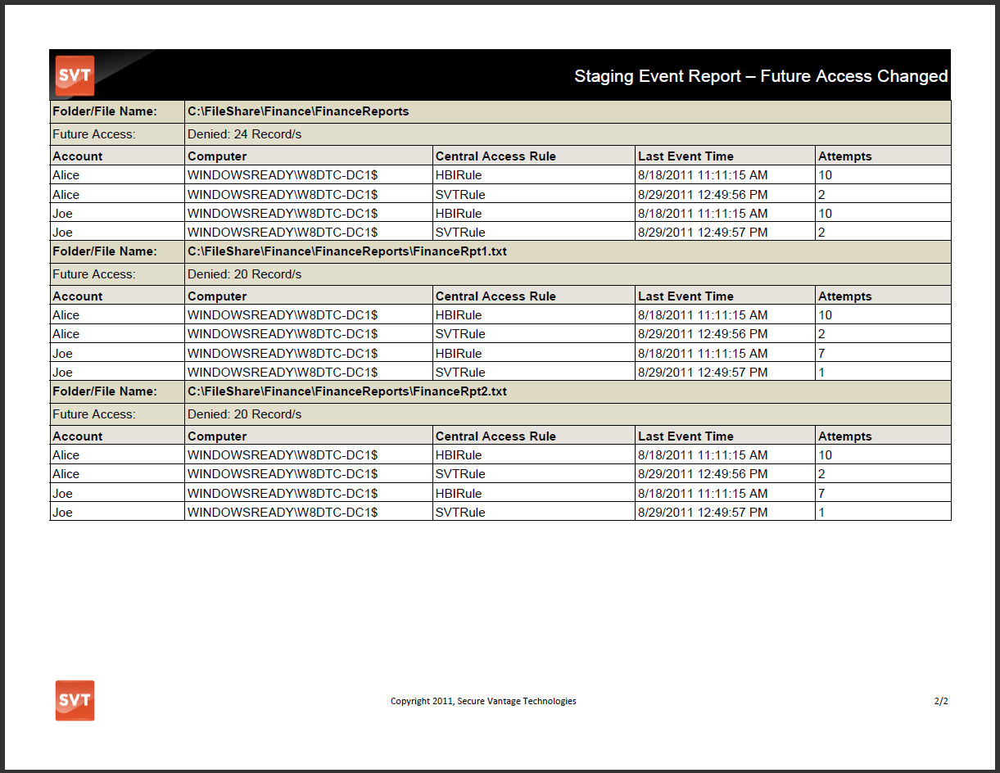 SVT
Staging Event Report – Future Access Changed
Folder/File Name: C:\FileShare\Finance\FinanceReports
Future Access: Denied: 24 Record/s
Account Computer Central Access Rule Last Event Time Attempts
Alice WINDOWSREADY\W8DTC-DC1$ HBIRule 8/18/2011 11:11:15 AM 10
Alice WINDOWSREADY\W8DTC-DC1$ SVTRule 8/29/2011 12:49:56 PM 2
Joe WINDOWSREADY\W8DTC-DC1$ HBIRule 8/18/2011 11:11:15 AM 10
Joe WINDOWSREADY\W8DTC-DC1$ SVTRule 8/29/2011 12:49:57 PM 2
Folder/File Name: C:\FileShare\Finance\FinanceReports\FinanceRpt1.txt
Future Access: Denied: 20 Record/s
Account Computer Central Access Rule Last Event Time Attempts
Alice WINDOWSREADY\W8DTC-DC1$ HBIRule 8/18/2011 11:11:15 AM 10
Alice WINDOWSREADY\W8DTC-DC1$ SVTRule 8/29/2011 12:49:56 PM 2
Joe WINDOWSREADY\W8DTC-DC1$ HBIRule 8/18/2011 11:11:15 AM 7
Joe WINDOWSREADY\W8DTC-DC1$ SVTRule 8/29/2011 12:49:57 PM 1
Folder/File Name: C:\FileShare\Finance\FinanceReports\FinanceRpt2.txt
Future Access: Denied: 20 Record/s
Account Computer Central Access Rule Last Event Time Attempts
Alice WINDOWSREADY\W8DTC-DC1$ HBIRule 8/18/2011 11:11:15 AM 10
Alice WINDOWSREADY\W8DTC-DC1$ SVTRule 8/29/2011 12:49:56 PM 2
Joe WINDOWSREADY\W8DTC-DC1$ HBIRule 8/18/2011 11:11:15 AM 7
Joe WINDOWSREADY\W8DTC-DC1$ SVTRule 8/29/2011 12:49:57 PM 1
SVT
Copyright 2011, Secure Vantage Technologies
2/2